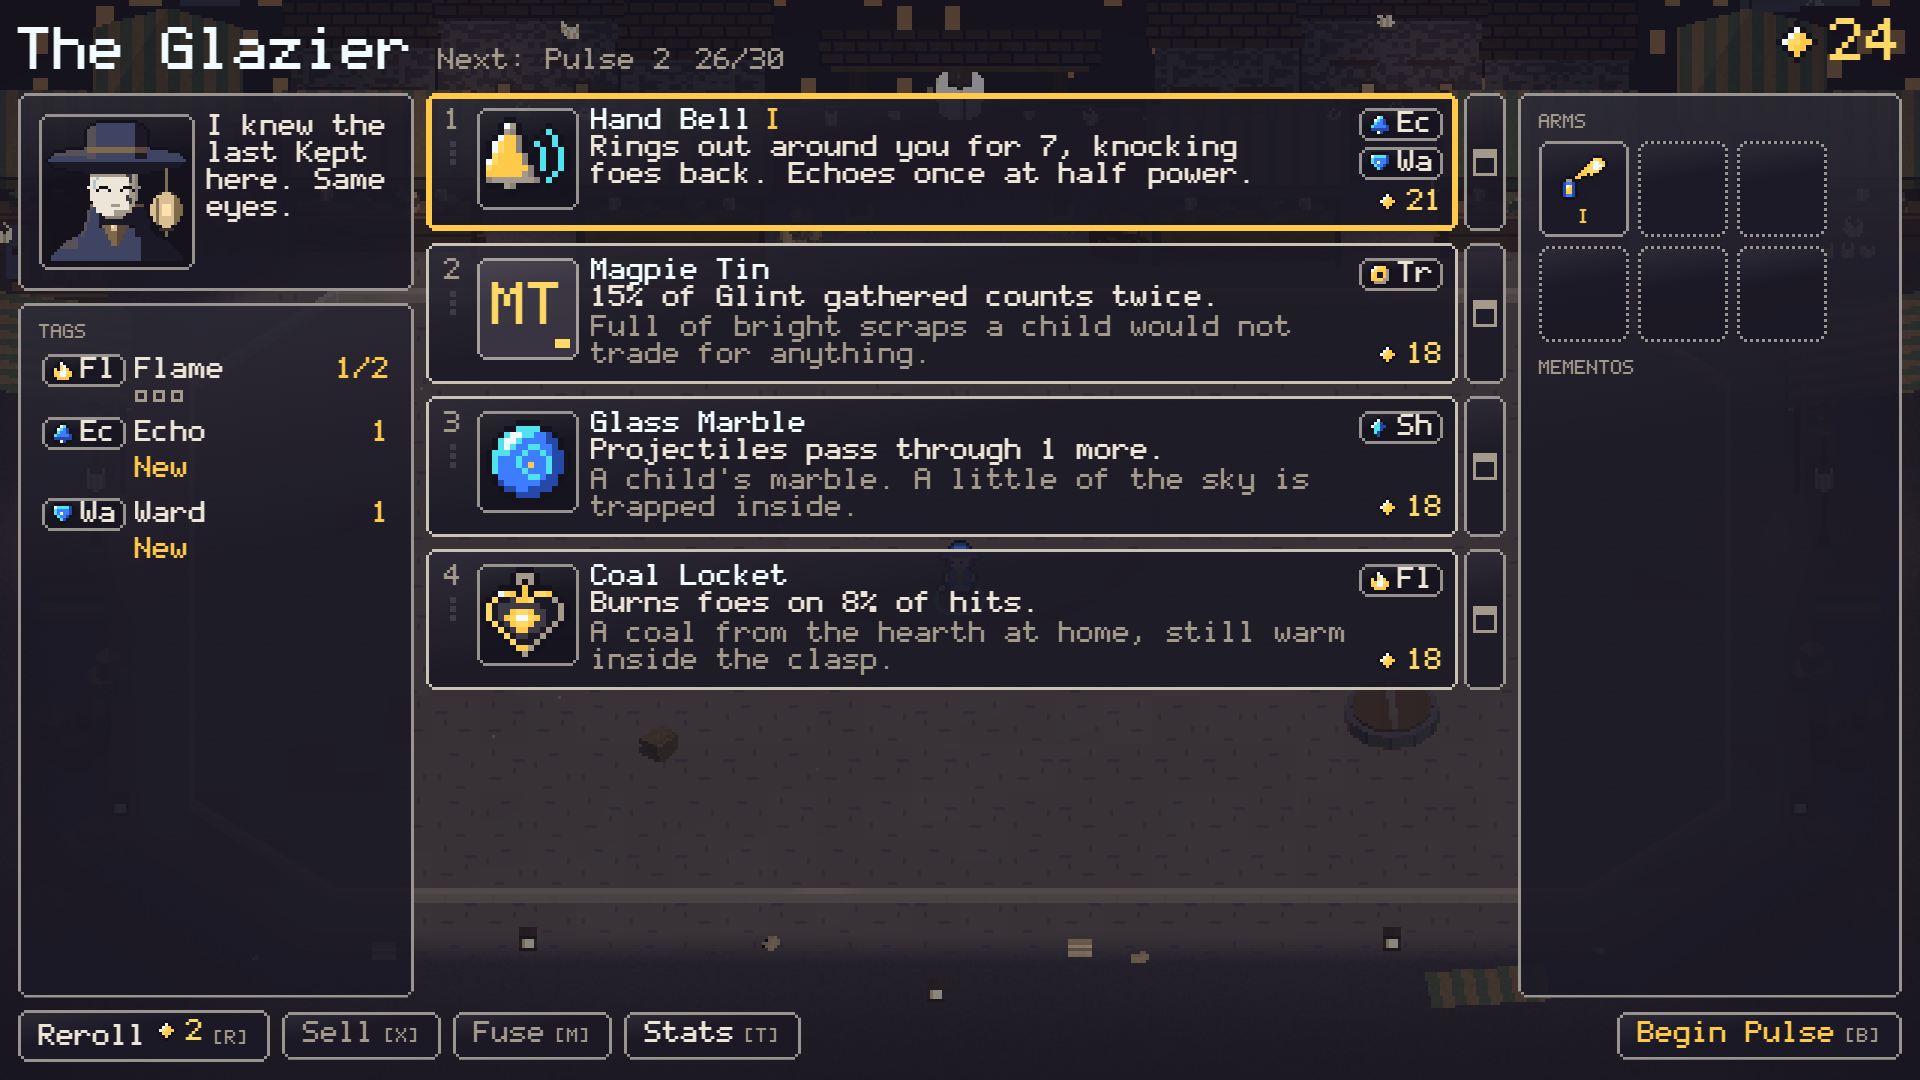 The Glazier
Next: Pulse 2 26/30
24
I knew the
last Kept
here. Same
eyes.
TAGS
Fl Flame 1/2
Ec Echo 1
New
Wa Ward 1
New
1
Hand Bell I
Rings out around you for 7, knocking
foes back. Echoes once at half power.
Ec
Wa
21
2
MT
Magpie Tin
15% of Glint gathered counts twice.
Full of bright scraps a child would not
trade for anything.
Tr
18
3
Glass Marble
Projectiles pass through 1 more.
A child's marble. A little of the sky is
trapped inside.
Sh
18
4
Coal Locket
Burns foes on 8% of hits.
A coal from the hearth at home, still warm
inside the clasp.
Fl
18
ARMS
I
MEMENTOS
Reroll 2 [R]
Sell [X]
Fuse [M]
Stats [T]
Begin Pulse [B]